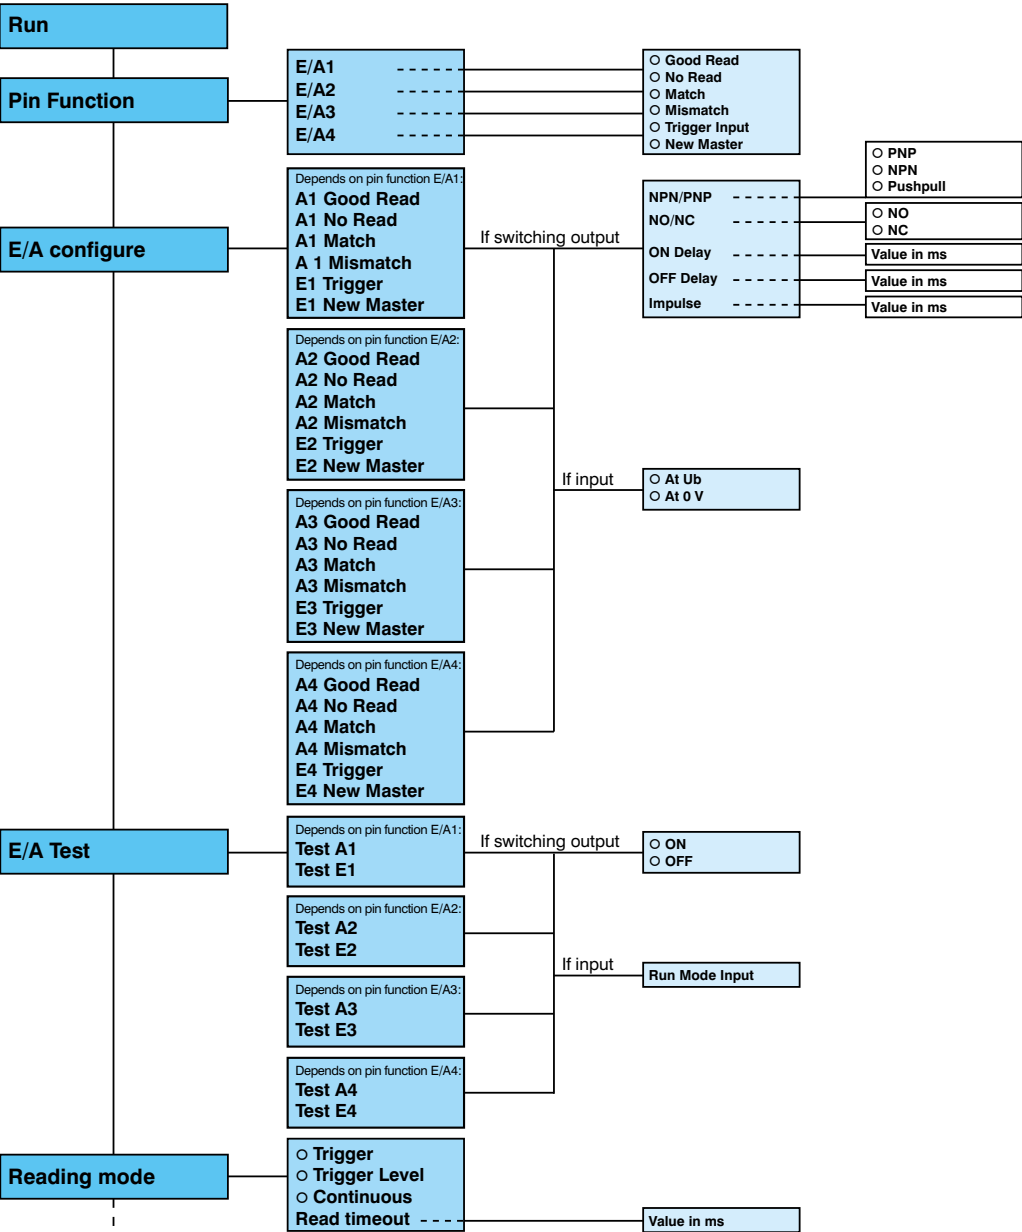 Run
Pin Function
E/A1
E/A2
E/A3
E/A4
○ Good Read
○ No Read
○ Match
○ Mismatch
○ Trigger Input
○ New Master
E/A configure
Depends on pin function E/A1:
A1 Good Read
A1 No Read
A1 Match
A 1 Mismatch
E1 Trigger
E1 New Master
If switching output
NPN/PNP
NO/NC
ON Delay
OFF Delay
Impulse
○ PNP
○ NPN
○ Pushpull
○ NO
○ NC
Value in ms
Value in ms
Value in ms
Depends on pin function E/A2:
A2 Good Read
A2 No Read
A2 Match
A2 Mismatch
E2 Trigger
E2 New Master
If input
○ At Ub
○ At 0 V
Depends on pin function E/A3:
A3 Good Read
A3 No Read
A3 Match
A3 Mismatch
E3 Trigger
E3 New Master
Depends on pin function E/A4:
A4 Good Read
A4 No Read
A4 Match
A4 Mismatch
E4 Trigger
E4 New Master
E/A Test
Depends on pin function E/A1:
Test A1
Test E1
If switching output
○ ON
○ OFF
Depends on pin function E/A2:
Test A2
Test E2
If input
Run Mode Input
Depends on pin function E/A3:
Test A3
Test E3
Depends on pin function E/A4:
Test A4
Test E4
Reading mode
○ Trigger
○ Trigger Level
○ Continuous
Read timeout
Value in ms